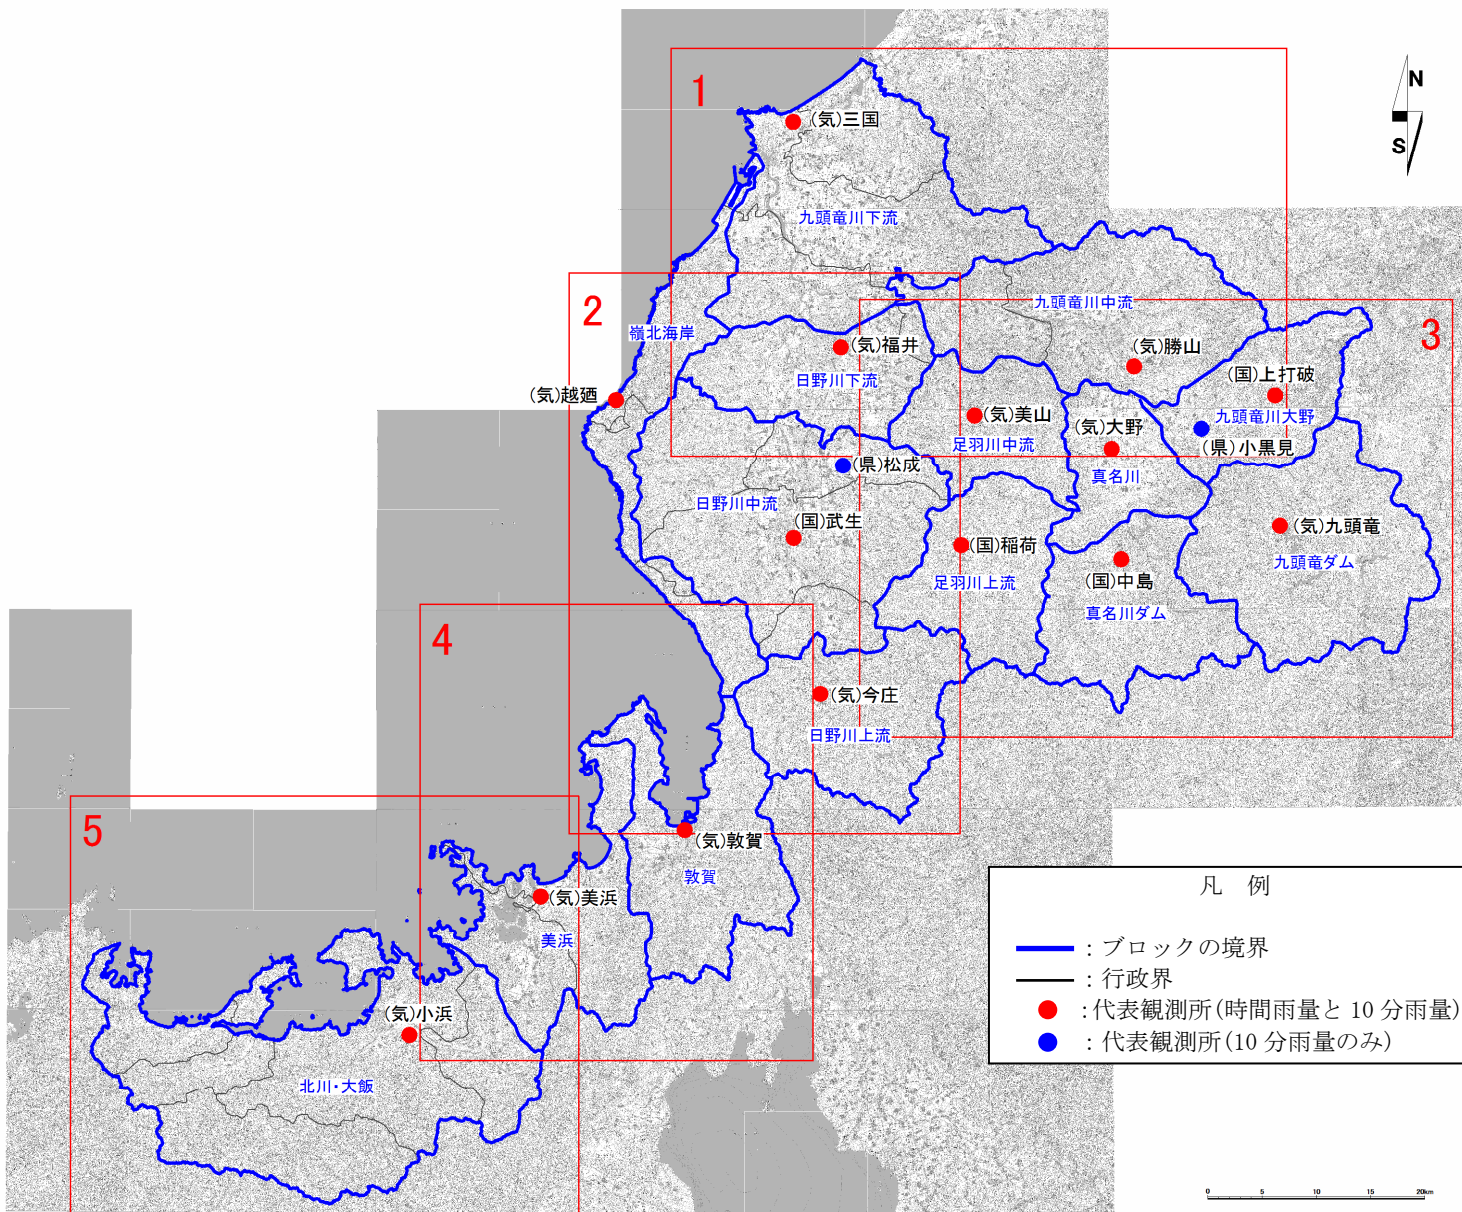 1
N
S
(気)三国
九頭竜川下流
2
九頭竜川中流
3
嶺北海岸
(気)福井
(気)勝山
日野川下流
(国)上打破
(気)越廼
(気)美山
九頭竜川大野
(気)大野
足羽川中流
(県)小黒見
(県)松成
真名川
日野川中流
(国)武生
(気)九頭竜
(国)稲荷
九頭竜ダム
足羽川上流
(国)中島
真名川ダム
4
(気)今庄
日野川上流
5
(気)敦賀
敦賀
凡 例
(気)美浜
美浜
:ブロックの境界
:行政界
:代表観測所(時間雨量と 10 分雨量)
(気)小浜
:代表観測所(10 分雨量のみ)
北川・大飯
0 5 10 15 20km